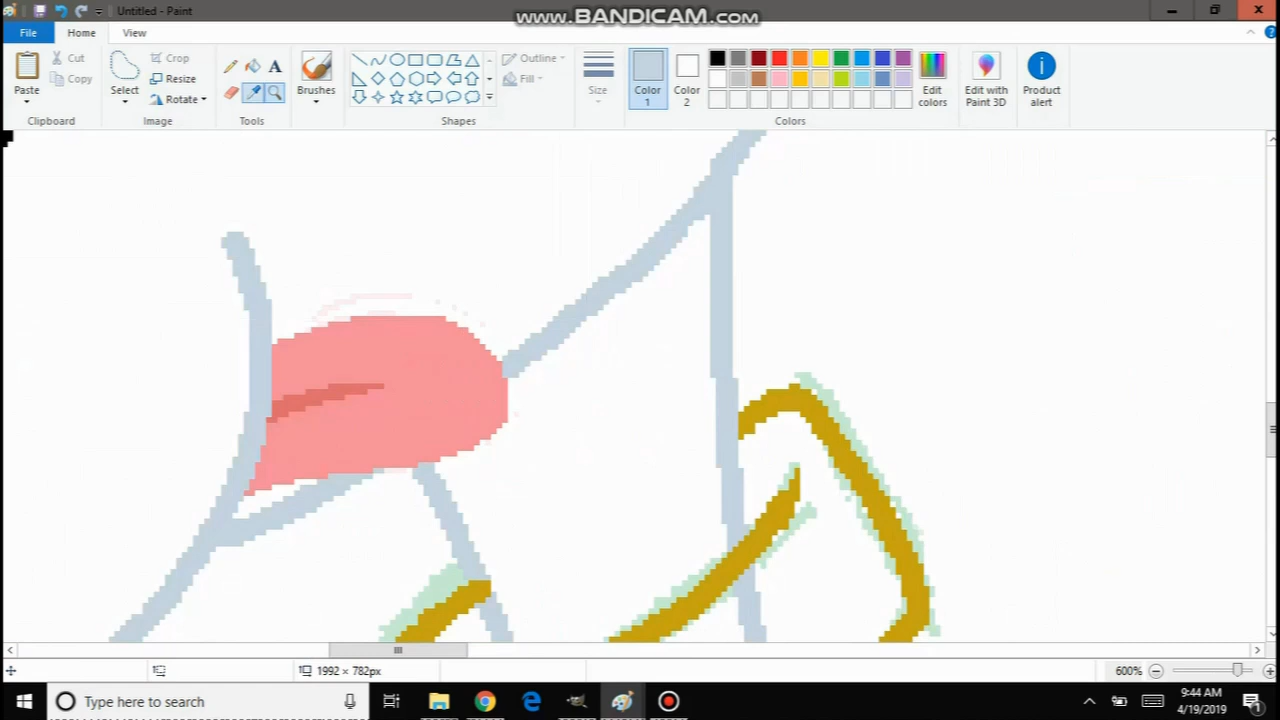 Untitled - Paint
www.BANDICAM.com
File
Home
View
Paste
Cut
Copy
Clipboard
Select
Crop
Resize
Rotate
Image
A
Tools
Brushes
Outline
Fill
Shapes
Size
Color 1
Color 2
Edit colors
Colors
Edit with Paint 3D
Product alert
1992 × 782px
600%
Type here to search
9:44 AM
4/19/2019
1